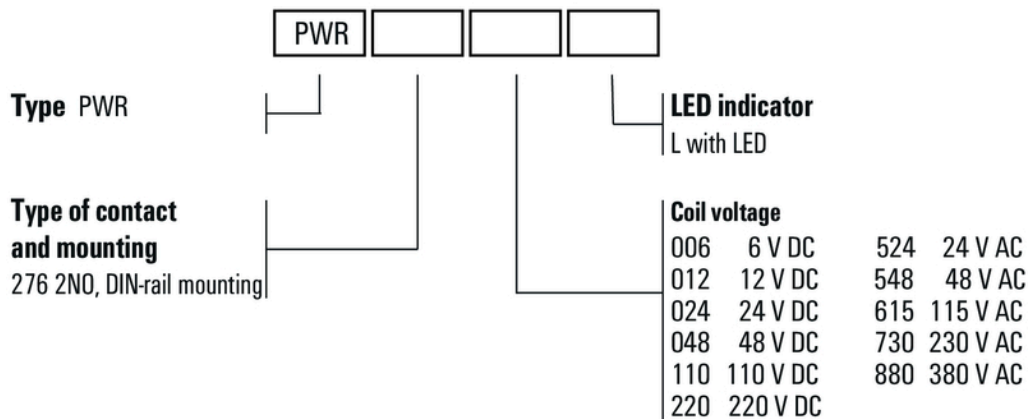 PWR
Type PWR
LED indicator
L with LED
Type of contact
and mounting
276 2NO, DIN-rail mounting
Coil voltage
006 6 V DC 524 24 V AC
012 12 V DC 548 48 V AC
024 24 V DC 615 115 V AC
048 48 V DC 730 230 V AC
110 110 V DC 880 380 V AC
220 220 V DC